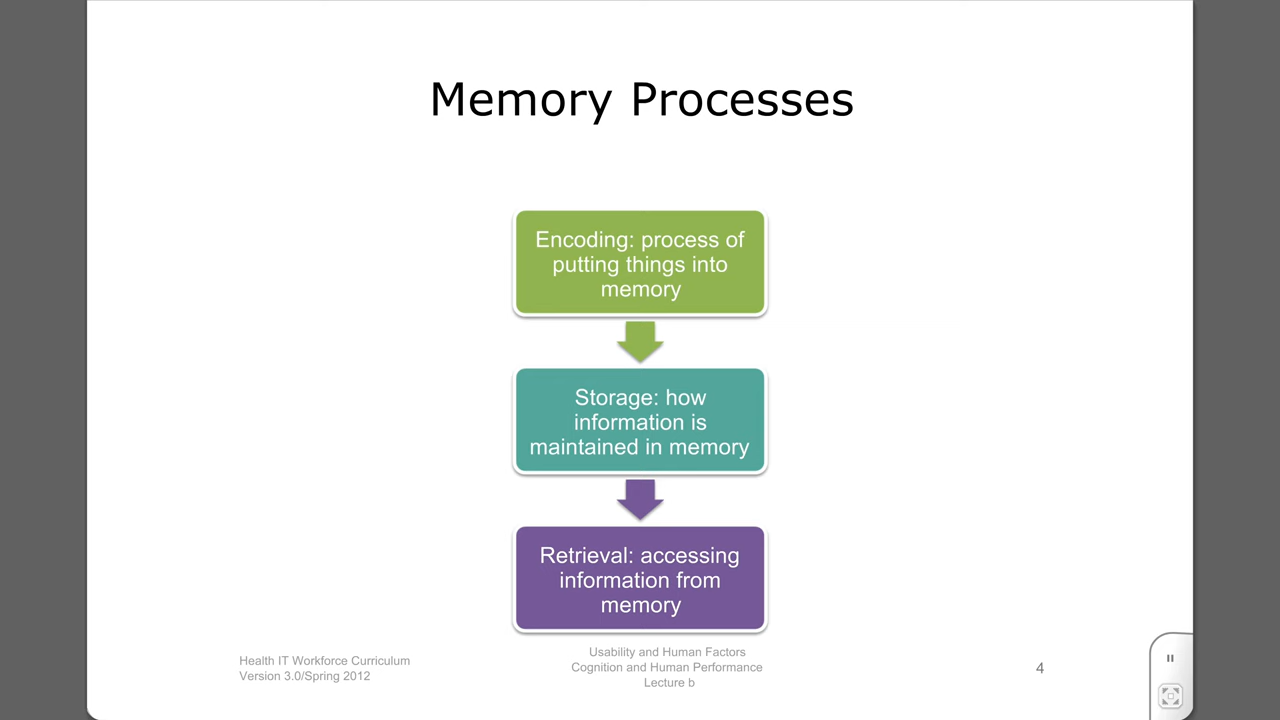 Memory Processes
Encoding: process of
putting things into
memory
Storage: how
information is
maintained in memory
Retrieval: accessing
information from
memory
Health IT Workforce Curriculum
Version 3.0/Spring 2012
Usability and Human Factors
Cognition and Human Performance
Lecture b
4